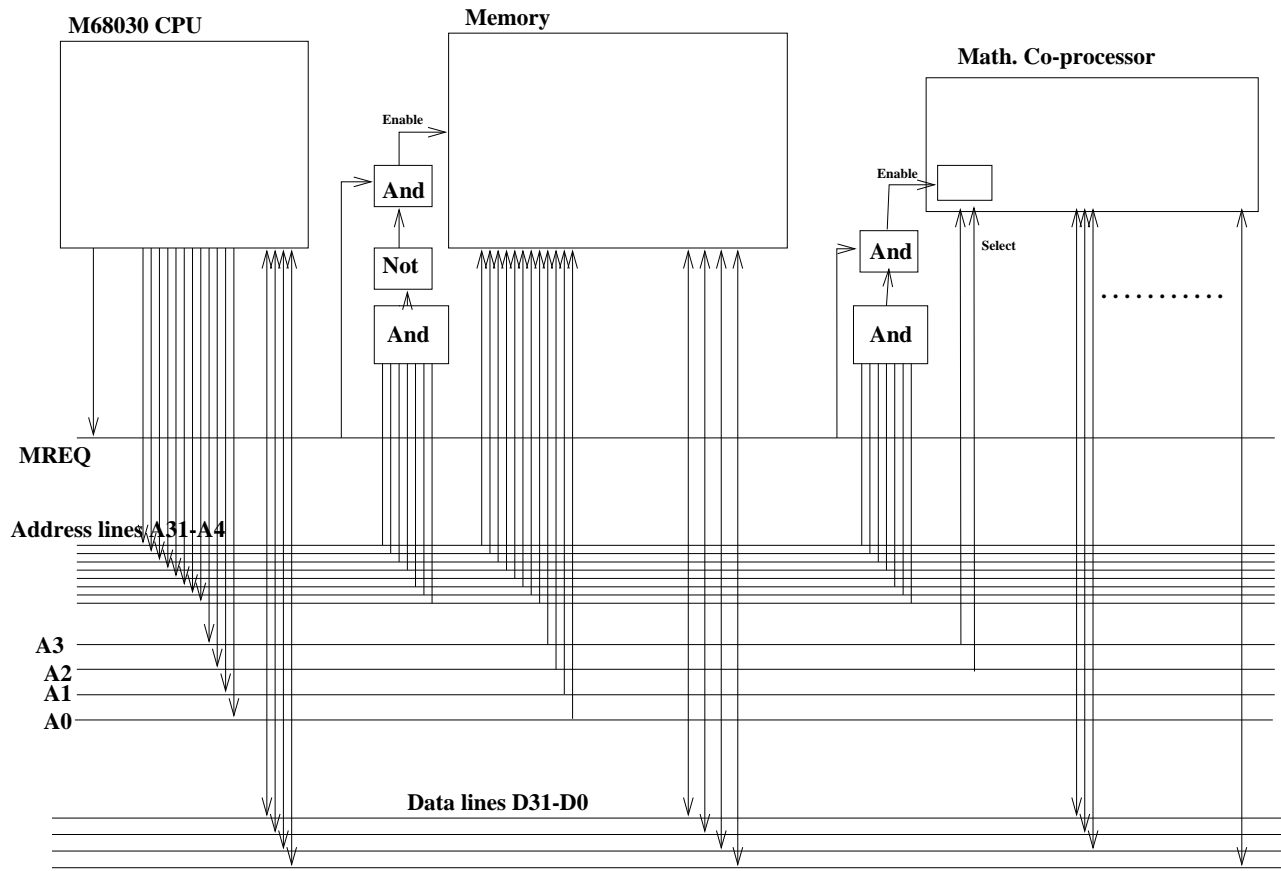 M68030 CPU
Memory
Math. Co-processor
Enable
And
Not
And
Enable
And
Select
And
...........
MREQ
Address lines A31-A4
A3
A2
A1
A0
Data lines D31-D0